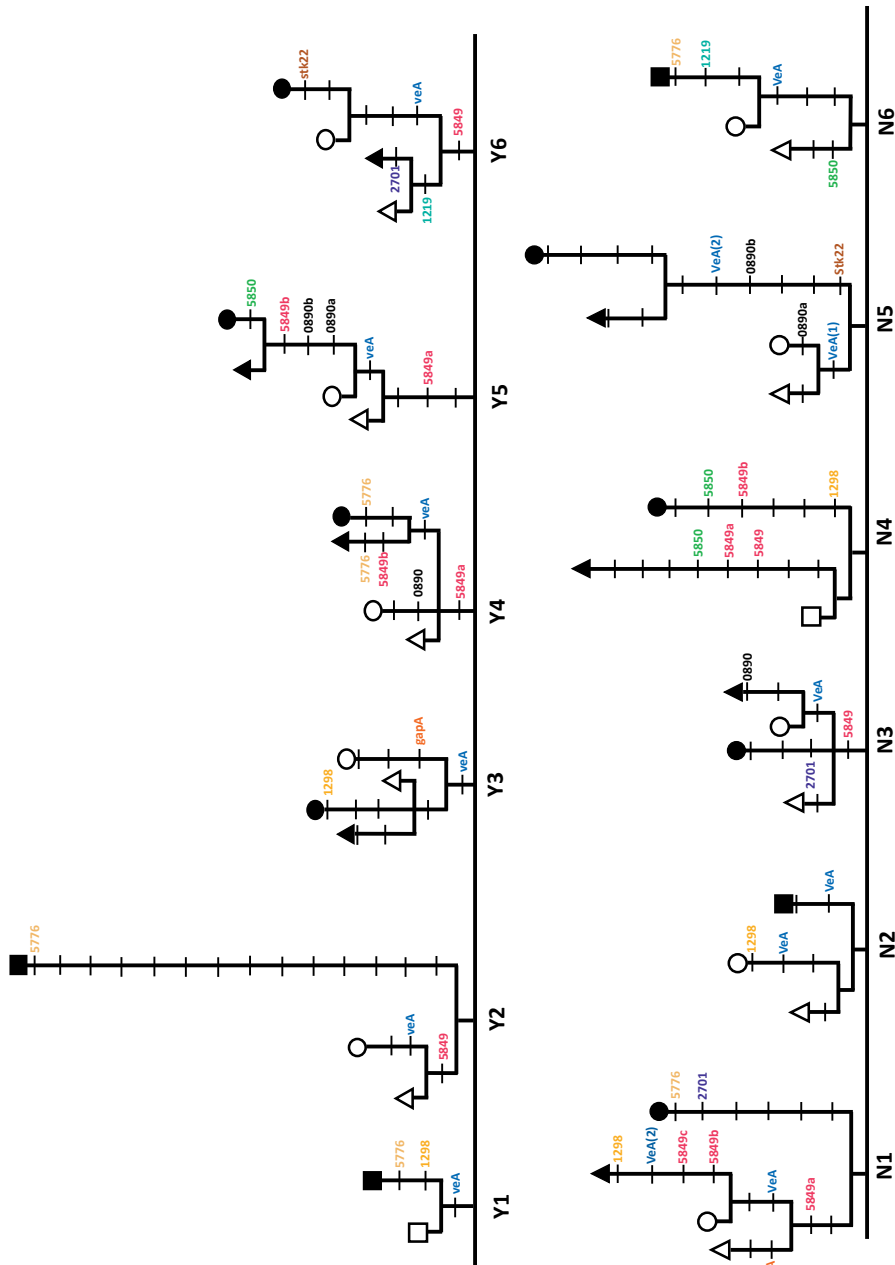 5776
1298
veA
Y1
5776
veA
5849
Y2
1298
gapA
veA
Y3
5776
5776
5849b
0890
veA
5849a
Y4
5850
5849b
0890b
0890a
veA
5849a
Y5
stk22
veA
2701
1219
5849
Y6
1298
VeA(2)
5849c
5849b
VeA
5849a
5776
2701
N1
1298
VeA
VeA
N2
0890
VeA
2701
5849
N3
5850
5849a
5849
5850
5849b
1298
N4
VeA(2)
0890b
0890a
VeA(1)
Stk22
N5
5776
1219
VeA
5850
N6